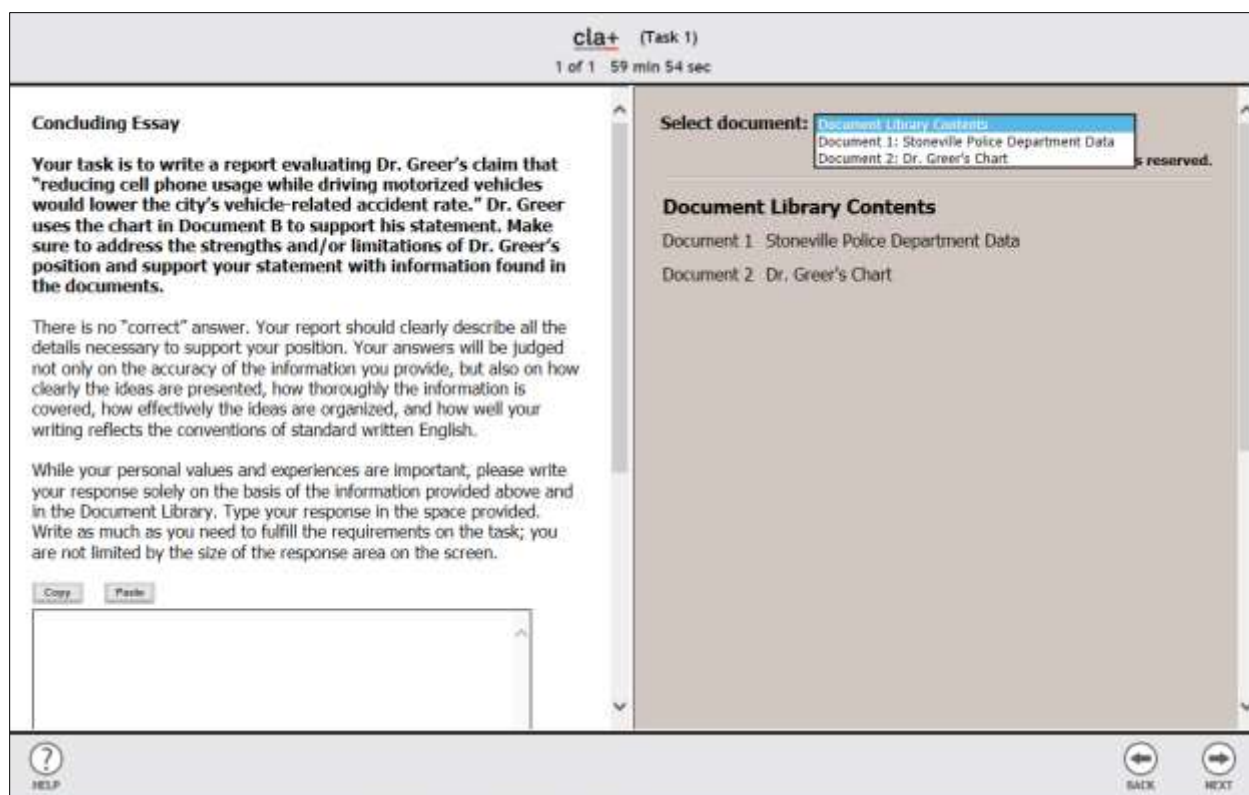 cla+ (Task 1)
1 of 1 59 min 54 sec
Concluding Essay
Your task is to write a report evaluating Dr. Greer's claim that
"reducing cell phone usage while driving motorized vehicles
would lower the city's vehicle-related accident rate." Dr. Greer
uses the chart in Document B to support his statement. Make
sure to address the strengths and/or limitations of Dr. Greer's
position and support your statement with information found in
the documents.
There is no "correct" answer. Your report should clearly describe all the
details necessary to support your position. Your answers will be judged
not only on the accuracy of the information you provide, but also on how
clearly the ideas are presented, how thoroughly the information is
covered, how effectively the ideas are organized, and how well your
writing reflects the conventions of standard written English.
While your personal values and experiences are important, please write
your response solely on the basis of the information provided above and
in the Document Library. Type your response in the space provided.
Write as much as you need to fulfill the requirements on the task; you
are not limited by the size of the response area on the screen.
Copy Paste
Select document: Document Library Contents
Document 1: Stoneville Police Department Data
Document 2: Dr. Greer's Chart
s reserved.
Document Library Contents
Document 1 Stoneville Police Department Data
Document 2 Dr. Greer's Chart
HELP
BACK NEXT